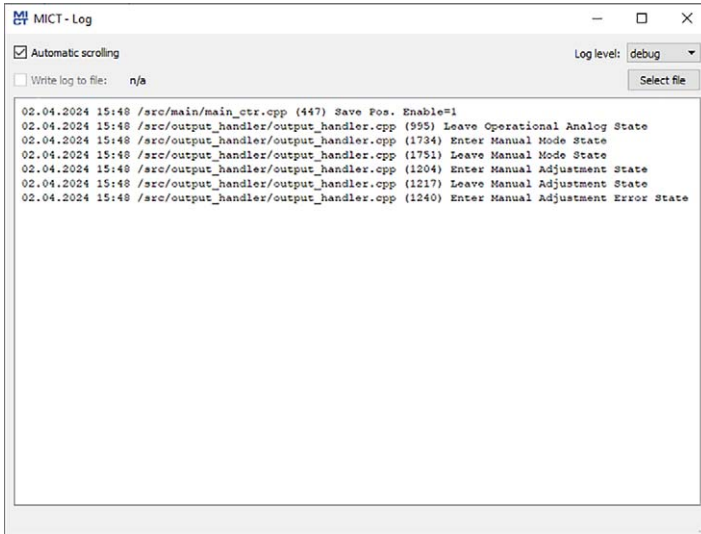 MICT MICT - Log
Automatic scrolling Log level: debug
Write log to file: n/a Select file
02.04.2024 15:48 /src/main/main_ctr.cpp (447) Save Pos. Enable=1
02.04.2024 15:48 /src/output_handler/output_handler.cpp (995) Leave Operational Analog State
02.04.2024 15:48 /src/output_handler/output_handler.cpp (1734) Enter Manual Mode State
02.04.2024 15:48 /src/output_handler/output_handler.cpp (1751) Leave Manual Mode State
02.04.2024 15:48 /src/output_handler/output_handler.cpp (1204) Enter Manual Adjustment State
02.04.2024 15:48 /src/output_handler/output_handler.cpp (1217) Leave Manual Adjustment State
02.04.2024 15:48 /src/output_handler/output_handler.cpp (1240) Enter Manual Adjustment Error State